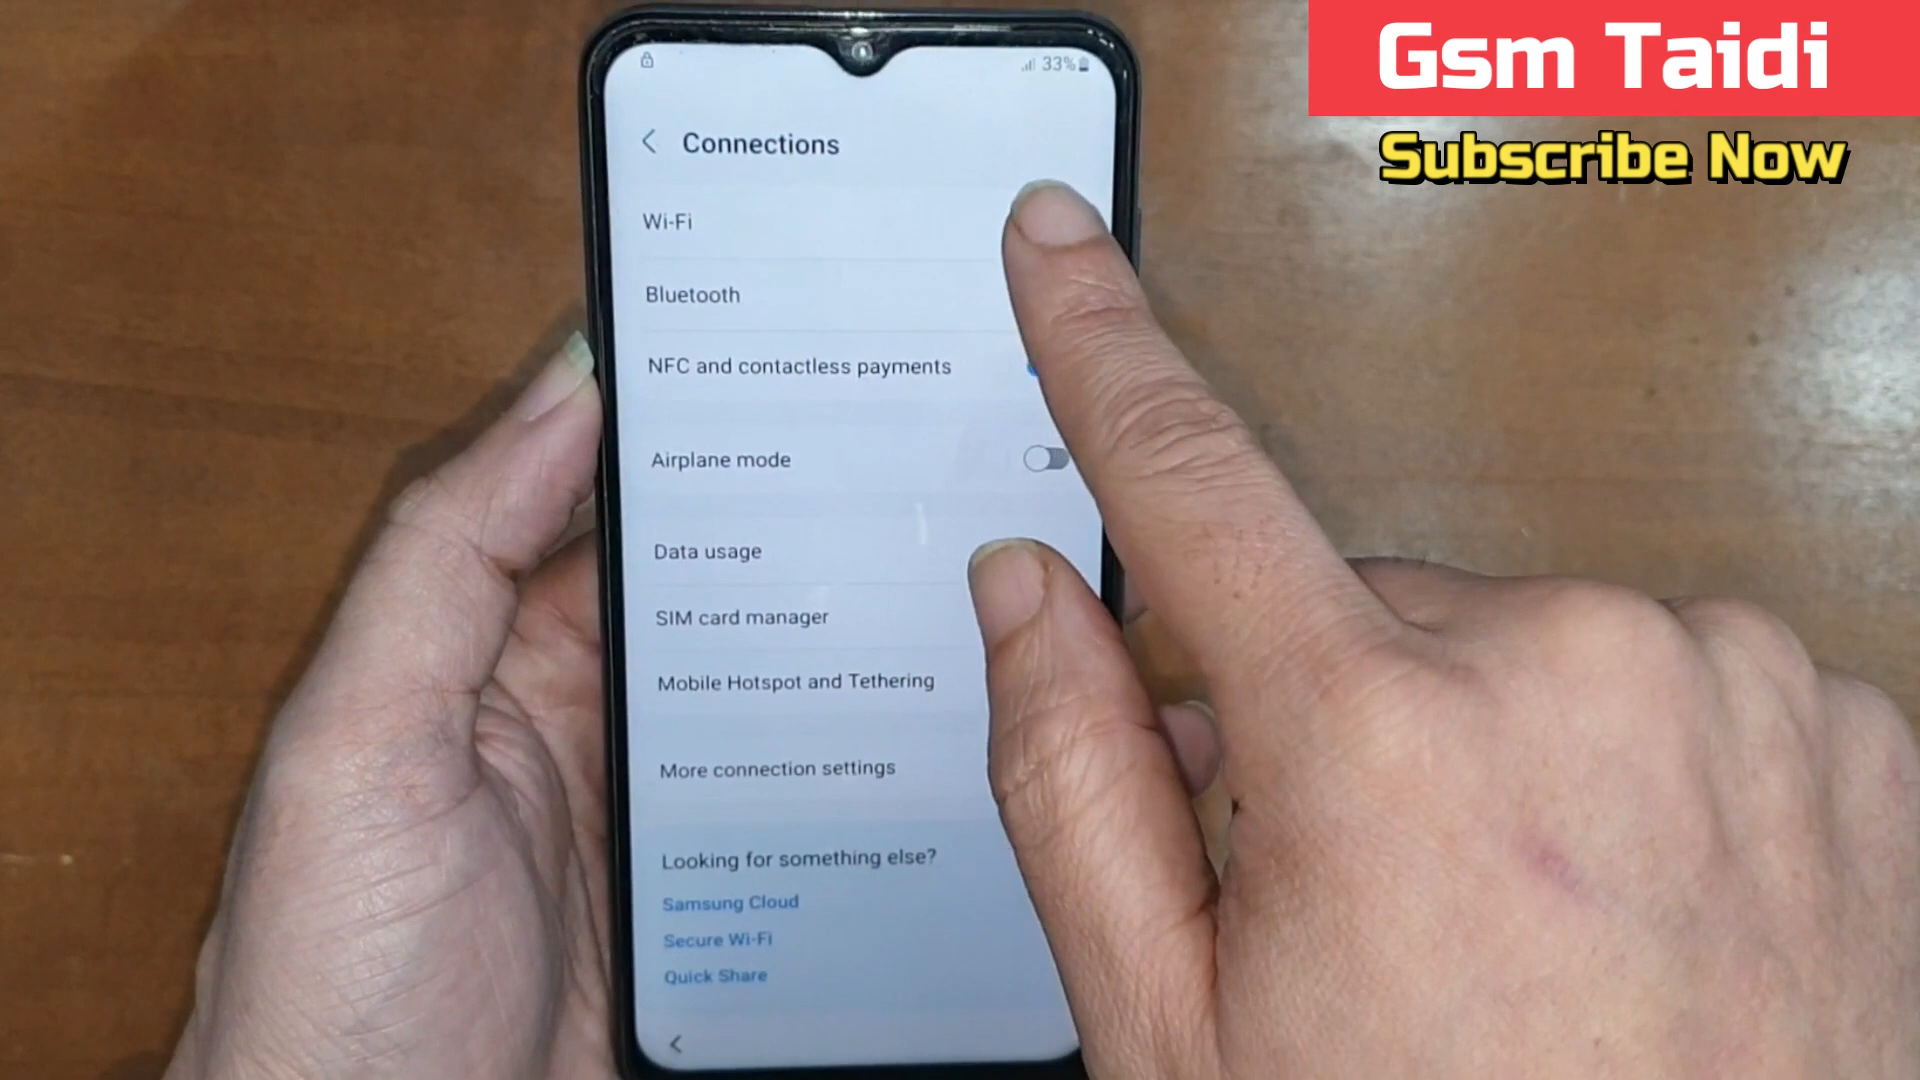 Gsm Taidi
Subscribe Now
33%
Connections
Wi-Fi
Bluetooth
NFC and contactless payments
Airplane mode
Data usage
SIM card manager
Mobile Hotspot and Tethering
More connection settings
Looking for something else?
Samsung Cloud
Secure Wi-Fi
Quick Share